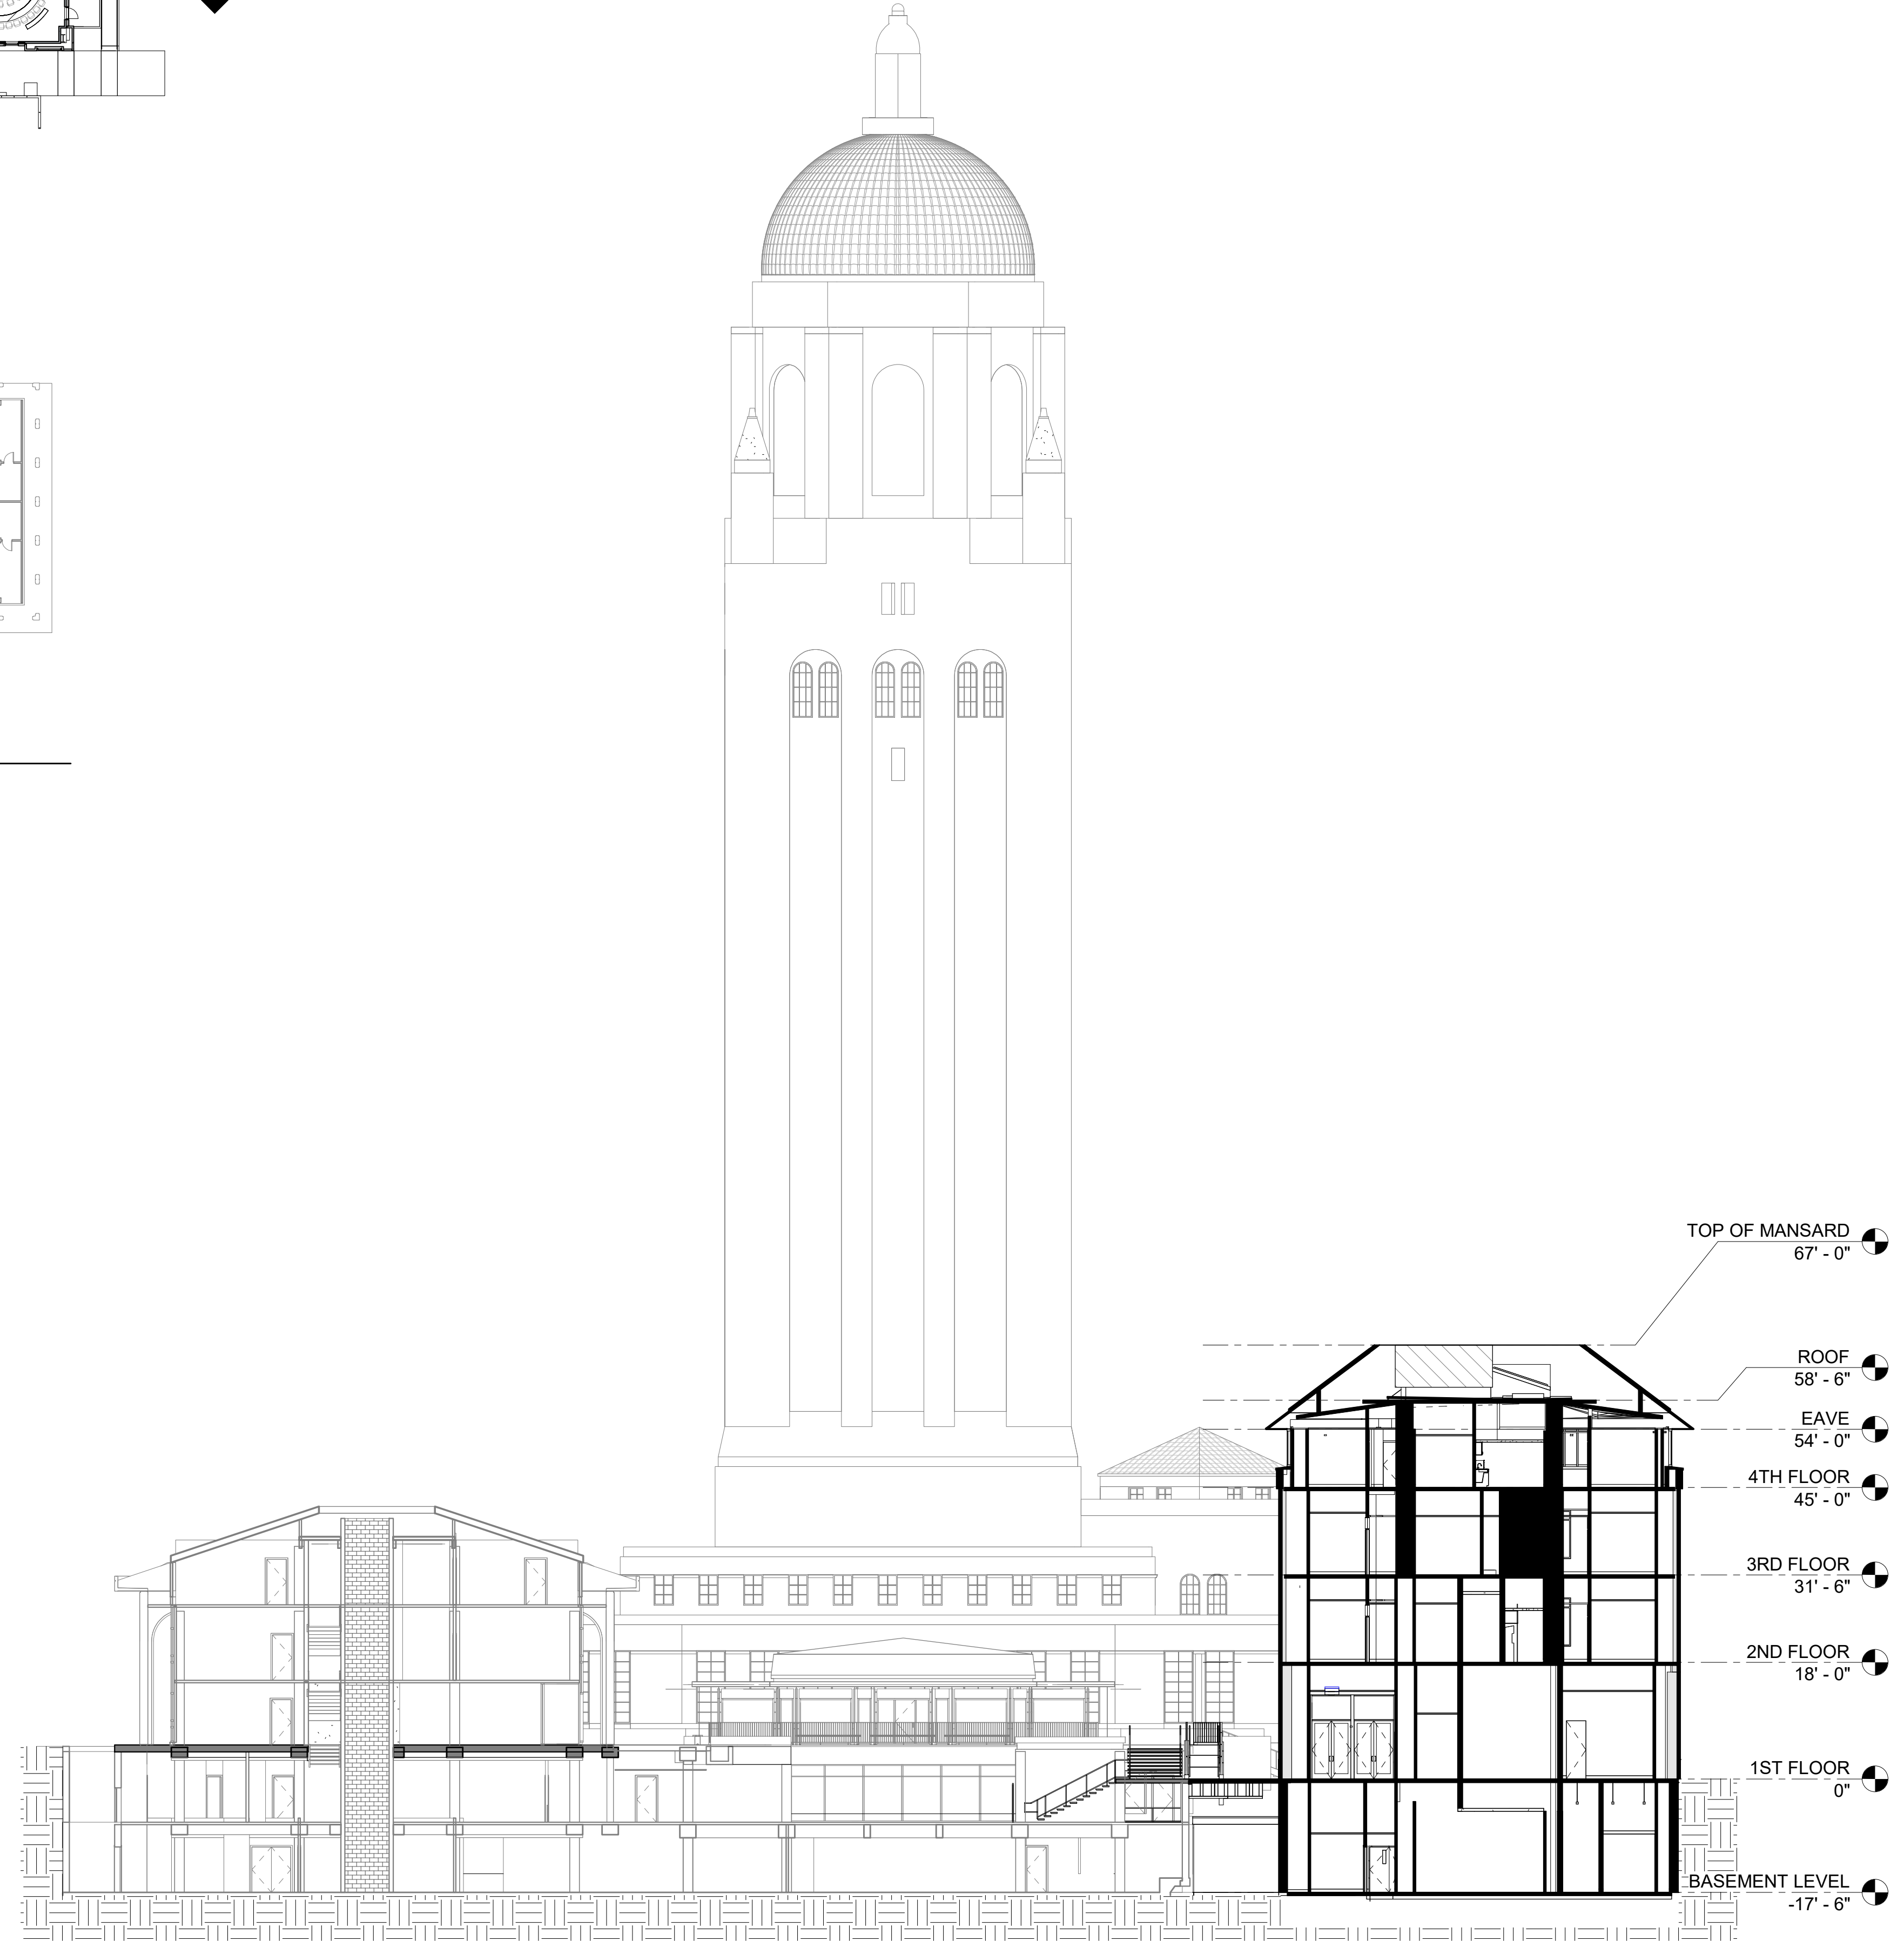 TOP OF MANSARD
67' - 0"
ROOF
58' - 6"
EAVE
54' - 0"
4TH FLOOR
45' - 0"
3RD FLOOR
31' - 6"
2ND FLOOR
18' - 0"
1ST FLOOR
0"
BASEMENT LEVEL
-17' - 6"